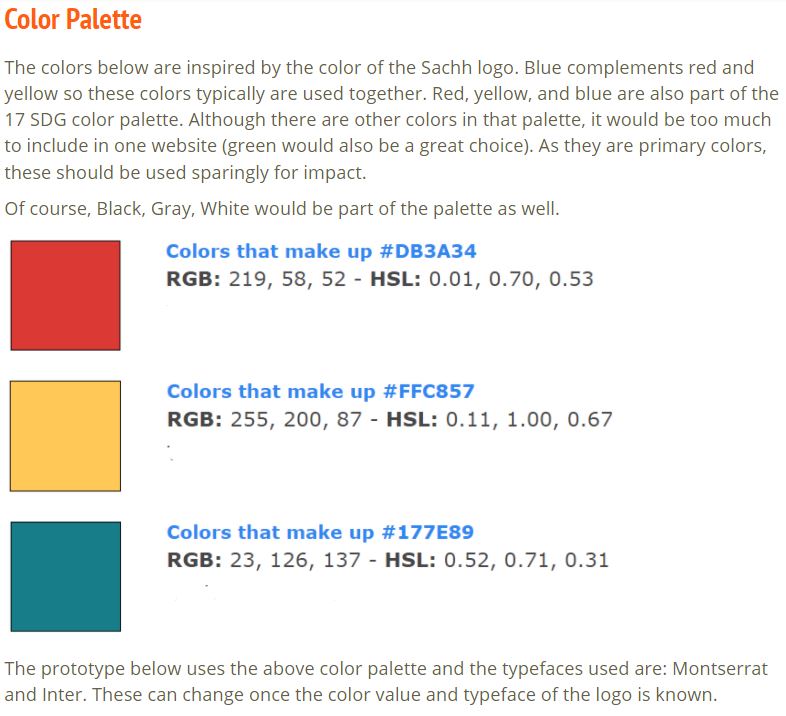 Color Palette
The colors below are inspired by the color of the Sachh logo. Blue complements red and
yellow so these colors typically are used together. Red, yellow, and blue are also part of the
17 SDG color palette. Although there are other colors in that palette, it would be too much
to include in one website (green would also be a great choice). As they are primary colors,
these should be used sparingly for impact.
Of course, Black, Gray, White would be part of the palette as well.
Colors that make up #DB3A34
RGB: 219, 58, 52 - HSL: 0.01, 0.70, 0.53
Colors that make up #FFC857
RGB: 255, 200, 87 - HSL: 0.11, 1.00, 0.67
Colors that make up #177E89
RGB: 23, 126, 137 - HSL: 0.52, 0.71, 0.31
The prototype below uses the above color palette and the typefaces used are: Montserrat
and Inter. These can change once the color value and typeface of the logo is known.